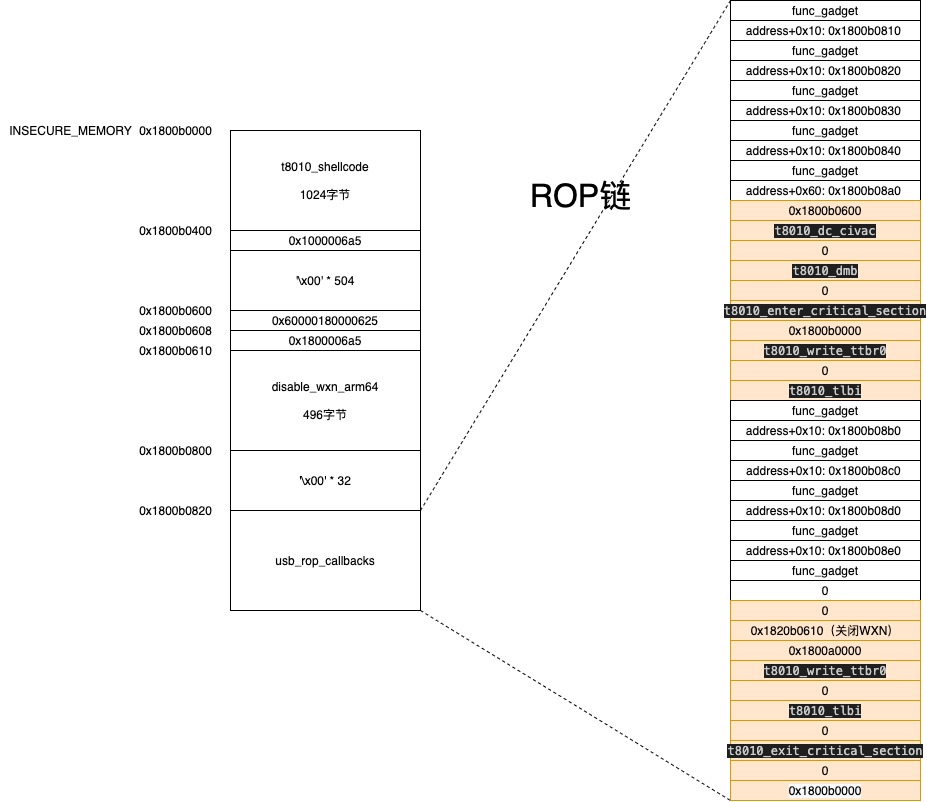 INSECURE_MEMORY 0x1800b0000
t8010_shellcode
1024字节
0x1800b0400
0x1000006a5
'\x00' * 504
0x1800b0600
0x60000180000625
0x1800b0608
0x1800006a5
0x1800b0610
disable_wxn_arm64
496字节
0x1800b0800
'\x00' * 32
0x1800b0820
usb_rop_callbacks
ROP链
func_gadget
address+0x10: 0x1800b0810
func_gadget
address+0x10: 0x1800b0820
func_gadget
address+0x10: 0x1800b0830
func_gadget
address+0x10: 0x1800b0840
func_gadget
address+0x60: 0x1800b08a0
0x1800b0600
t8010_dc_civac
0
t8010_dmb
0
t8010_enter_critical_section
0x1800b0000
t8010_write_ttbr0
0
t8010_tlbi
func_gadget
address+0x10: 0x1800b08b0
func_gadget
address+0x10: 0x1800b08c0
func_gadget
address+0x10: 0x1800b08d0
func_gadget
address+0x10: 0x1800b08e0
func_gadget
0
0
0x1820b0610（关闭WXN）
0x1800a0000
t8010_write_ttbr0
0
t8010_tlbi
0
t8010_exit_critical_section
0
0x1800b0000